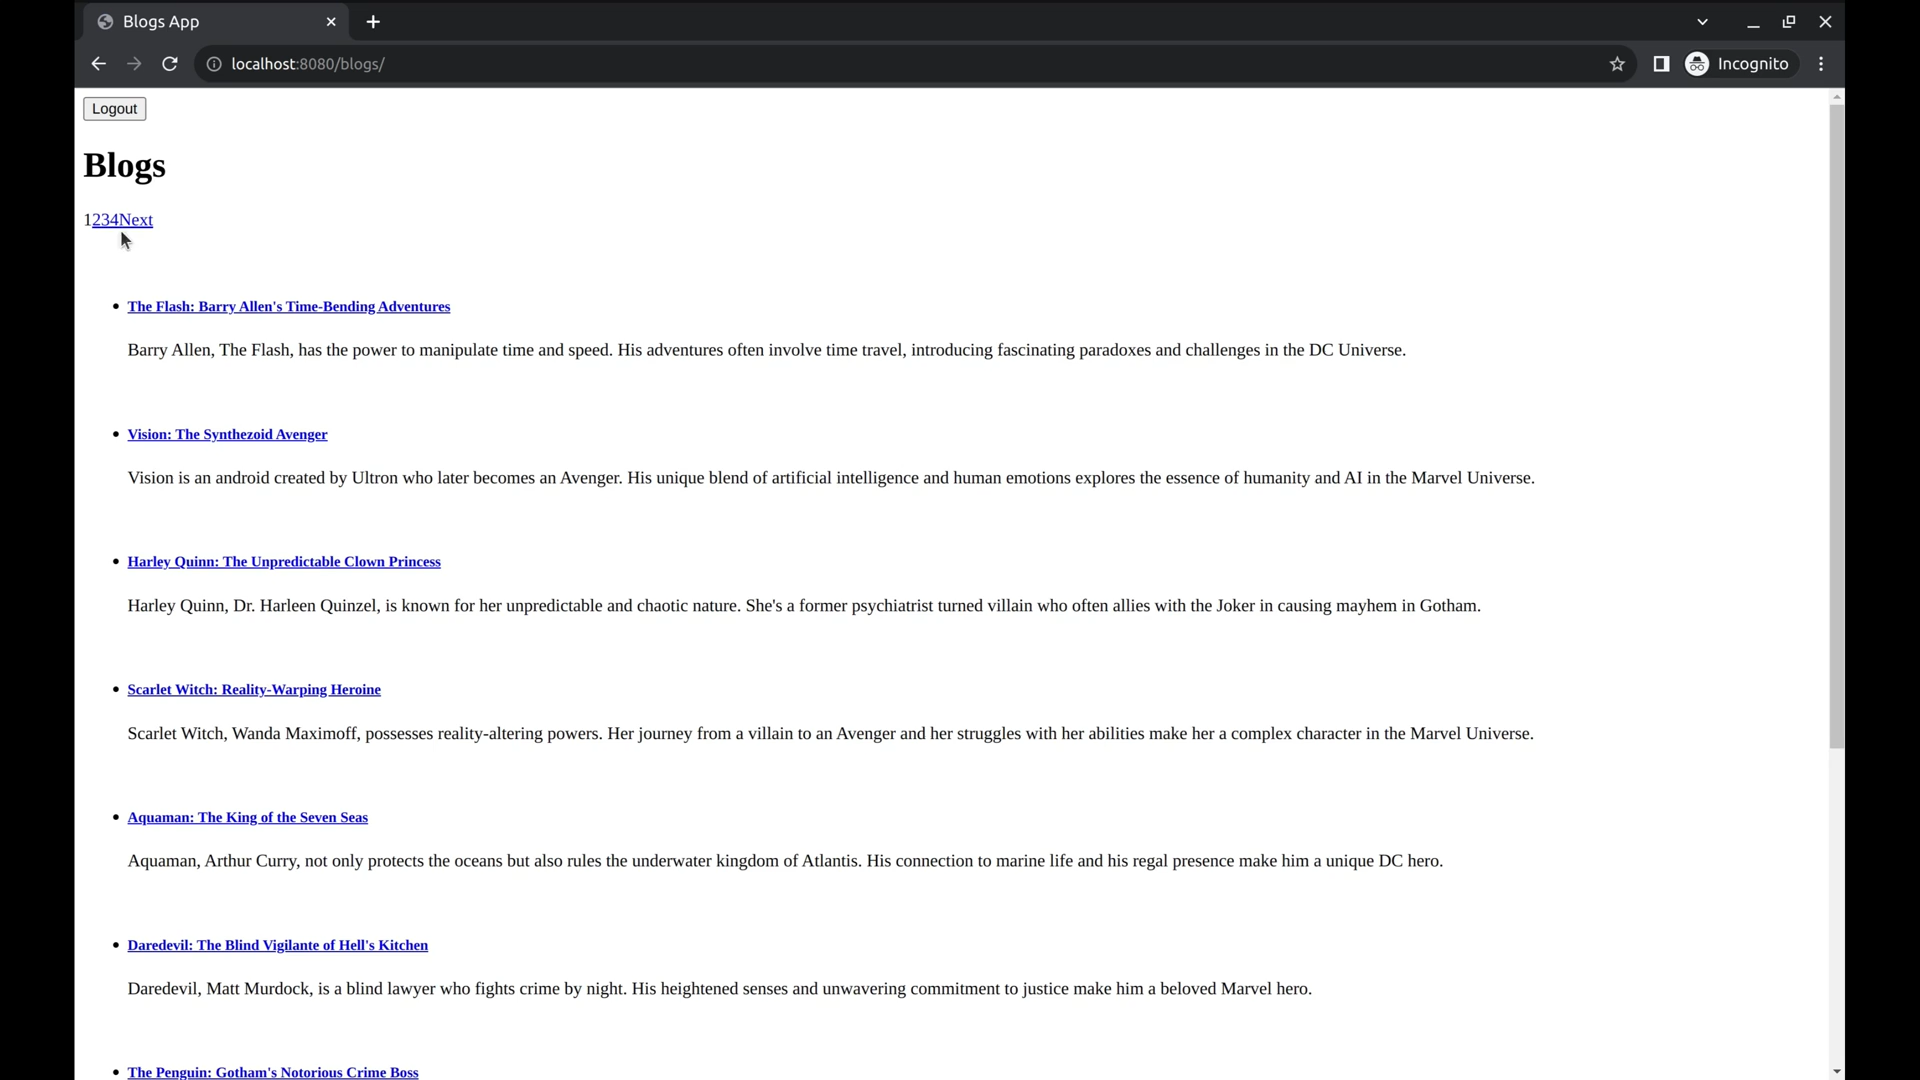 Blogs App
localhost:8080/blogs/
Incognito
Logout
Blogs
1234Next
The Flash: Barry Allen's Time-Bending Adventures
Barry Allen, The Flash, has the power to manipulate time and speed. His adventures often involve time travel, introducing fascinating paradoxes and challenges in the DC Universe.
Vision: The Synthezoid Avenger
Vision is an android created by Ultron who later becomes an Avenger. His unique blend of artificial intelligence and human emotions explores the essence of humanity and AI in the Marvel Universe.
Harley Quinn: The Unpredictable Clown Princess
Harley Quinn, Dr. Harleen Quinzel, is known for her unpredictable and chaotic nature. She's a former psychiatrist turned villain who often allies with the Joker in causing mayhem in Gotham.
Scarlet Witch: Reality-Warping Heroine
Scarlet Witch, Wanda Maximoff, possesses reality-altering powers. Her journey from a villain to an Avenger and her struggles with her abilities make her a complex character in the Marvel Universe.
Aquaman: The King of the Seven Seas
Aquaman, Arthur Curry, not only protects the oceans but also rules the underwater kingdom of Atlantis. His connection to marine life and his regal presence make him a unique DC hero.
Daredevil: The Blind Vigilante of Hell's Kitchen
Daredevil, Matt Murdock, is a blind lawyer who fights crime by night. His heightened senses and unwavering commitment to justice make him a beloved Marvel hero.
The Penguin: Gotham's Notorious Crime Boss